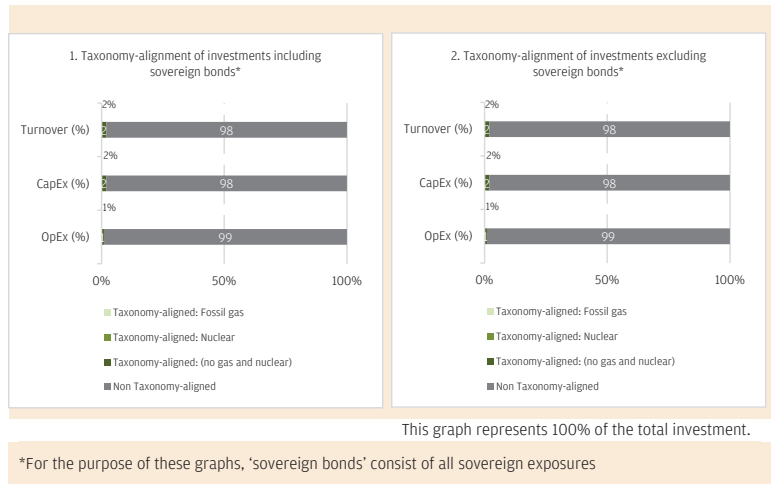 1. Taxonomy-alignment of investments including
sovereign bonds*
2%
Turnover (%)
2
98
2%
CapEx (%)
2
98
1%
OpEx (%)
1
99
0%
50%
100%
Taxonomy-aligned: Fossil gas
Taxonomy-aligned: Nuclear
Taxonomy-aligned: (no gas and nuclear)
Non Taxonomy-aligned
2. Taxonomy-alignment of investments excluding
sovereign bonds*
2%
Turnover (%)
2
98
2%
CapEx (%)
2
98
1%
OpEx (%)
1
99
0%
50%
100%
Taxonomy-aligned: Fossil gas
Taxonomy-aligned: Nuclear
Taxonomy-aligned: (no gas and nuclear)
Non Taxonomy-aligned
This graph represents 100% of the total investment.
*For the purpose of these graphs, ‘sovereign bonds’ consist of all sovereign exposures